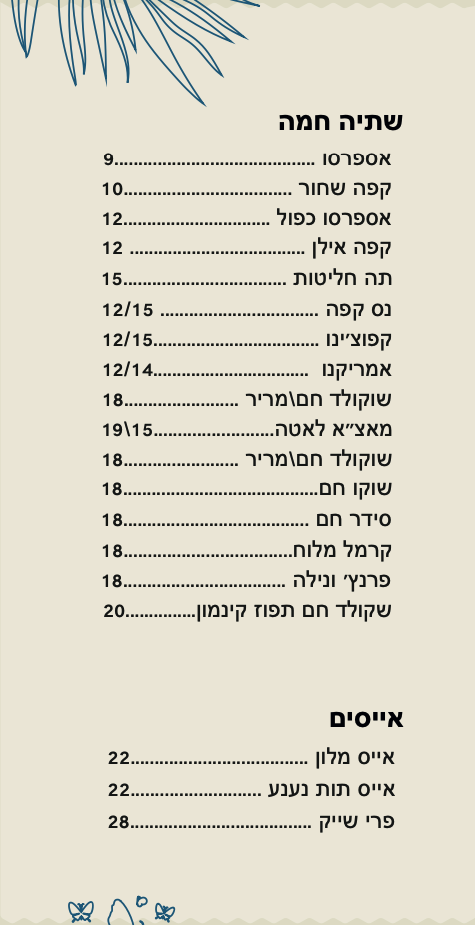 שתיה חמה
אספרסו ..........................................9
קפה שחור ...................................10
אספרסו כפול ...............................12
קפה אילן .................................... 12
תה חליטות ..................................15
נס קפה ................................. 12/15
קפוצ׳ינו ...................................12/15
אמריקנו .................................12/14
שוקולד חם\מריר ........................18
מאצ״א לאטה.........................15\19
שוקולד חם\מריר ........................18
שוקו חם.........................................18
סידר חם .......................................18
קרמל מלוח...................................18
פרנץ׳ ונילה ..................................18
שקולד חם תפוז קינמון...............20
אייסים
אייס מלון .....................................22
אייס תות נענע ...........................22
פרי שייק ......................................28